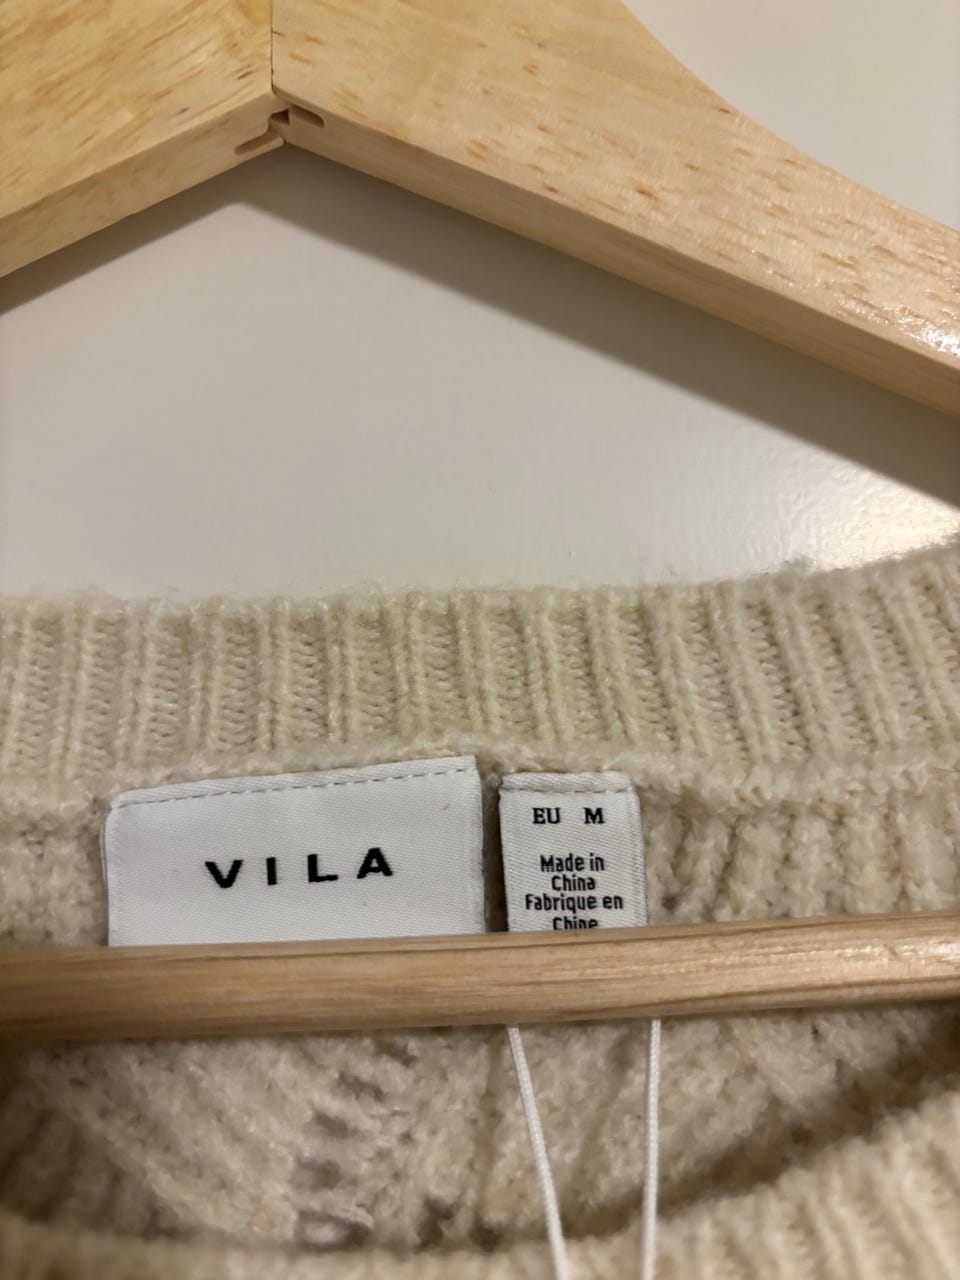 VILA
EU M
Made in
China
Fabrique en
Chine